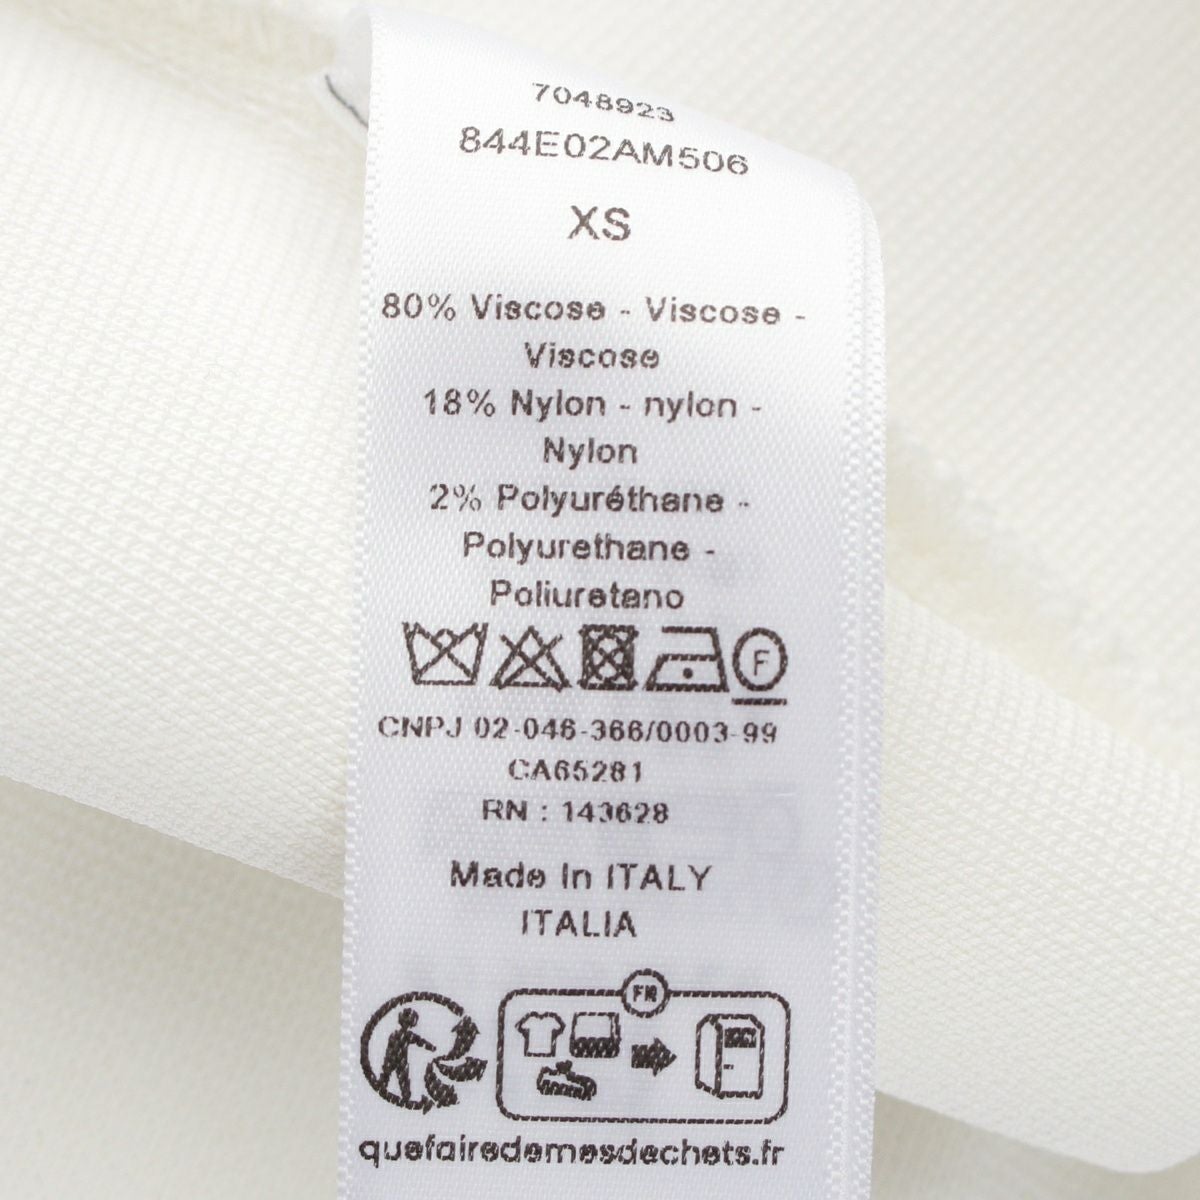 7048923
844E02AM506
XS
80% Viscose - Viscose -
Viscose
18% Nylon - nylon -
Nylon
2% Polyuréthane -
Polyurethane -
Poliuretano
F
CNPJ 02-046-366/0003-99
CA65281
RN : 143628
Made In ITALY
ITALIA
FR
quefairedemesdechets.fr